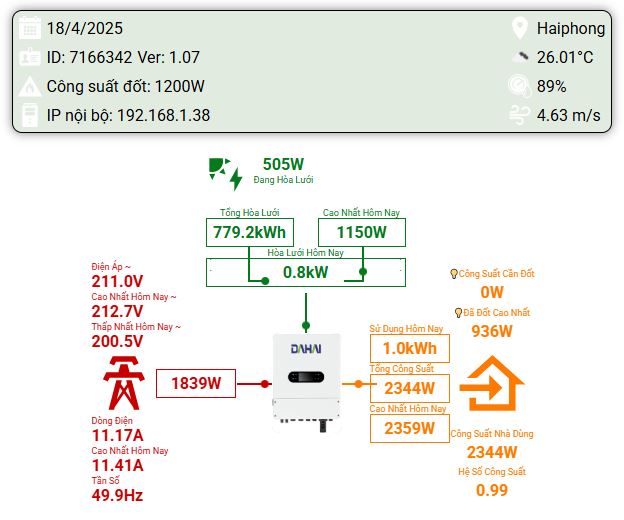 18/4/2025
ID: 7166342 Ver: 1.07
Công suất đốt: 1200W
IP nội bộ: 192.168.1.38
Haiphong
26.01°C
89%
4.63 m/s
505W
Đang Hòa Lưới
Tổng Hòa Lưới
779.2kWh
Cao Nhất Hôm Nay
1150W
Hòa Lưới Hôm Nay
0.8kW
Điện Áp ~
211.0V
Cao Nhất Hôm Nay ~
212.7V
Thấp Nhất Hôm Nay ~
200.5V
1839W
Dòng Điện
11.17A
Cao Nhất Hôm Nay
11.41A
Tần Số
49.9Hz
DAHAI
Sử Dụng Hôm Nay
1.0kWh
Tổng Công Suất
2344W
Cao Nhất Hôm Nay
2359W
Công Suất Cần Đốt
0W
Đã Đốt Cao Nhất
936W
Công Suất Nhà Dùng
2344W
Hệ Số Công Suất
0.99